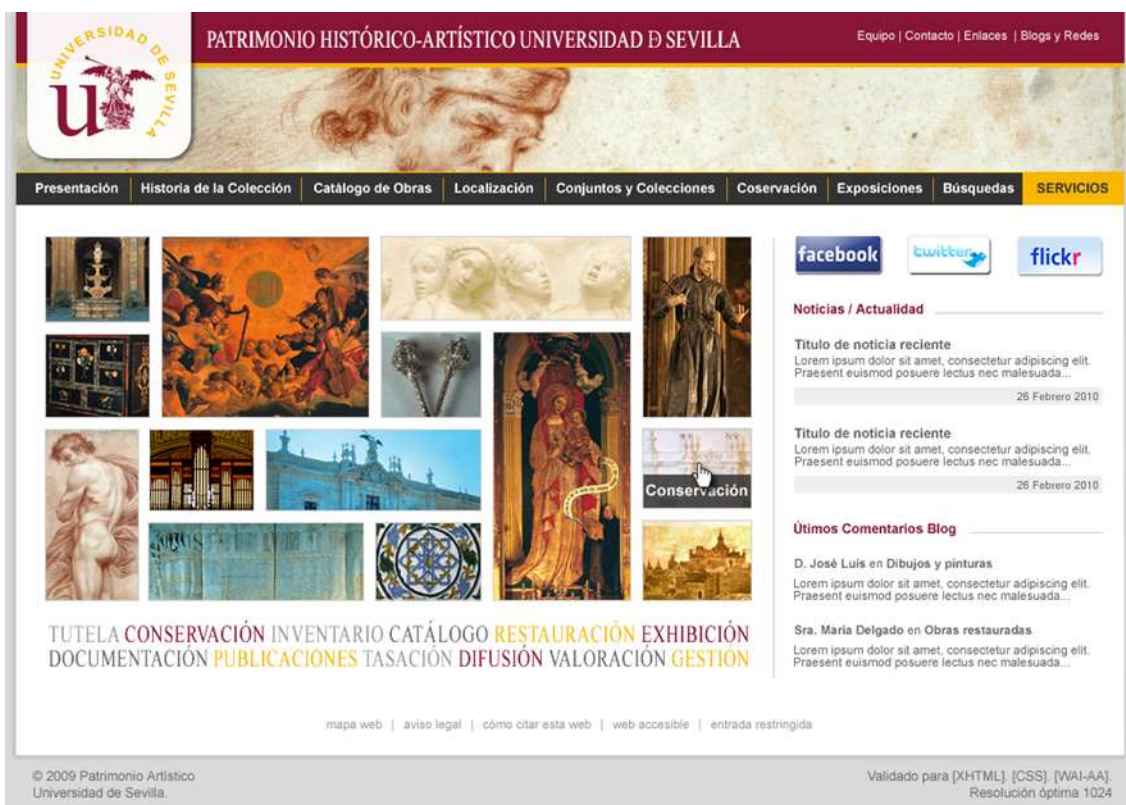 UNIVERSIDAD DE SEVILLA
PATRIMONIO HISTÓRICO-ARTÍSTICO UNIVERSIDAD D SEVILLA
Equipo | Contacto | Enlaces | Blogs y Redes
Presentación Historia de la Colección Catálogo de Obras Localización Conjuntos y Colecciones Coservación Exposiciones Búsquedas SERVICIOS
facebook twitter flickr
Noticias / Actualidad
Titulo de noticia reciente
Lorem ipsum dolor sit amet, consectetur adipiscing elit.
Praesent euismod posuere lectus nec malesuada...
26 Febrero 2010
Titulo de noticia reciente
Lorem ipsum dolor sit amet, consectetur adipiscing elit.
Praesent euismod posuere lectus nec malesuada...
26 Febrero 2010
Conservación
Útimos Comentarios Blog
D. José Luís en Dibujos y pinturas
Lorem ipsum dolor sit amet, consectetur adipiscing elit.
Praesent euismod posuere lectus nec malesuada...
Sra. María Delgado en Obras restauradas
Lorem ipsum dolor sit amet, consectetur adipiscing elit.
Praesent euismod posuere lectus nec malesuada...
TUTELA CONSERVACIÓN INVENTARIO CATÁLOGO RESTAURACIÓN EXHIBICIÓN
DOCUMENTACIÓN PUBLICACIONES TASACIÓN DIFUSIÓN VALORACIÓN GESTIÓN
mapa web | aviso legal | cómo citar esta web | web accesible | entrada restringida
© 2009 Patrimonio Artístico
Universidad de Sevilla.
Validado para [XHTML]. [CSS]. [WAI-AA].
Resolución óptima 1024